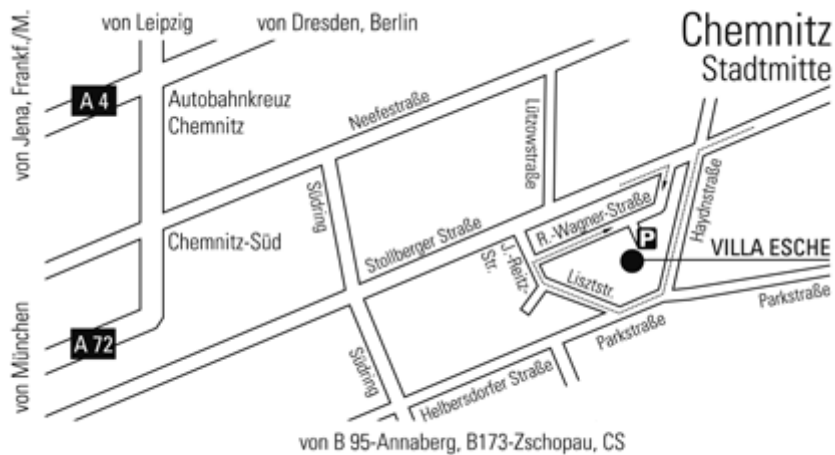 von Leipzig
von Dresden, Berlin
Chemnitz
Stadtmitte
von Jena, Frankf./M.
A 4
Autobahnkreuz
Chemnitz
Neefestraße
Lützowstraße
Südring
Haydnstraße
R.-Wagner-Straße
Stollberger Straße
Chemnitz-Süd
P
VILLA ESCHE
J.-Reitz-
Str.
Lisztstr.
Parkstraße
Parkstraße
von München
A 72
Südring
Helbersdorfer Straße
von B 95-Annaberg, B173-Zschopau, CS